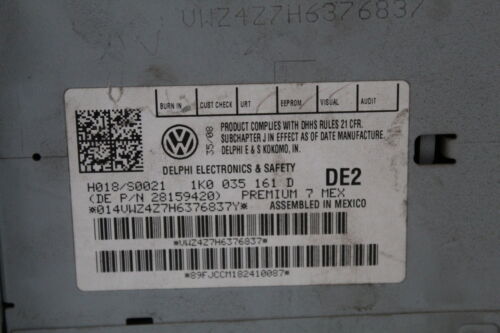 VWZ4Z7H6376837
BURN IN CUST CHECK URT EEPROM VISUAL AUDIT
35/08
PRODUCT COMPLIES WITH DHHS RULES 21 CFR.
SUBCHAPTER J IN EFFECT AS OF DATE MANUFACTURE.
DELPHI E & S KOKOMO, IN.
DELPHI ELECTRONICS & SAFETY
H018/S0021 1K0 035 161 D DE2
(DE P/N 28159420) PREMIUM 7 MEX
*014VWZ4Z7H6376837Y* ASSEMBLED IN MEXICO
*VWZ4Z7H6376837*
*89FJCCM182410087*